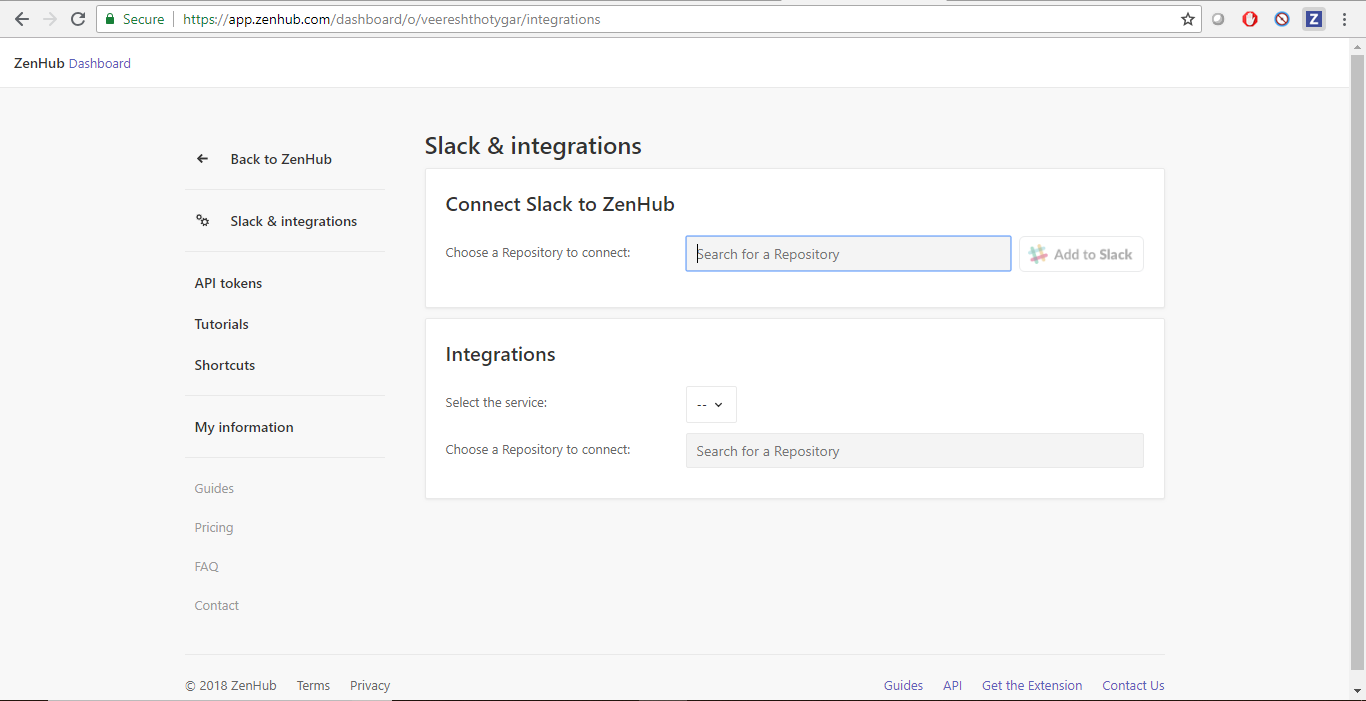 Secure https://app.zenhub.com/dashboard/o/veereshthotygar/integrations
Z
ZenHub Dashboard
Back to ZenHub
Slack & integrations
API tokens
Tutorials
Shortcuts
My information
Guides
Pricing
FAQ
Contact
Slack & integrations
Connect Slack to ZenHub
Choose a Repository to connect: Search for a Repository Add to Slack
Integrations
Select the service: --
Choose a Repository to connect: Search for a Repository
© 2018 ZenHub Terms Privacy Guides API Get the Extension Contact Us